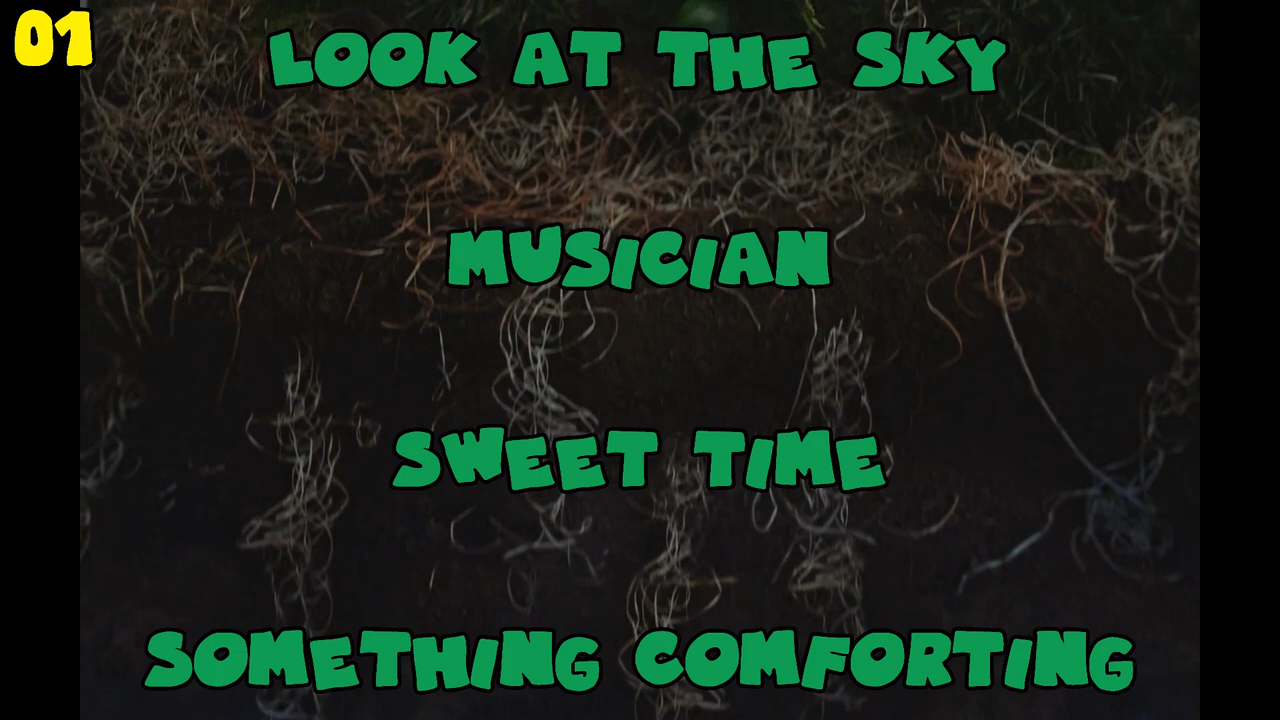 01
LOOK AT THE SKY
MUSICIAN
SWEET TIME
SOMETHING COMFORTING